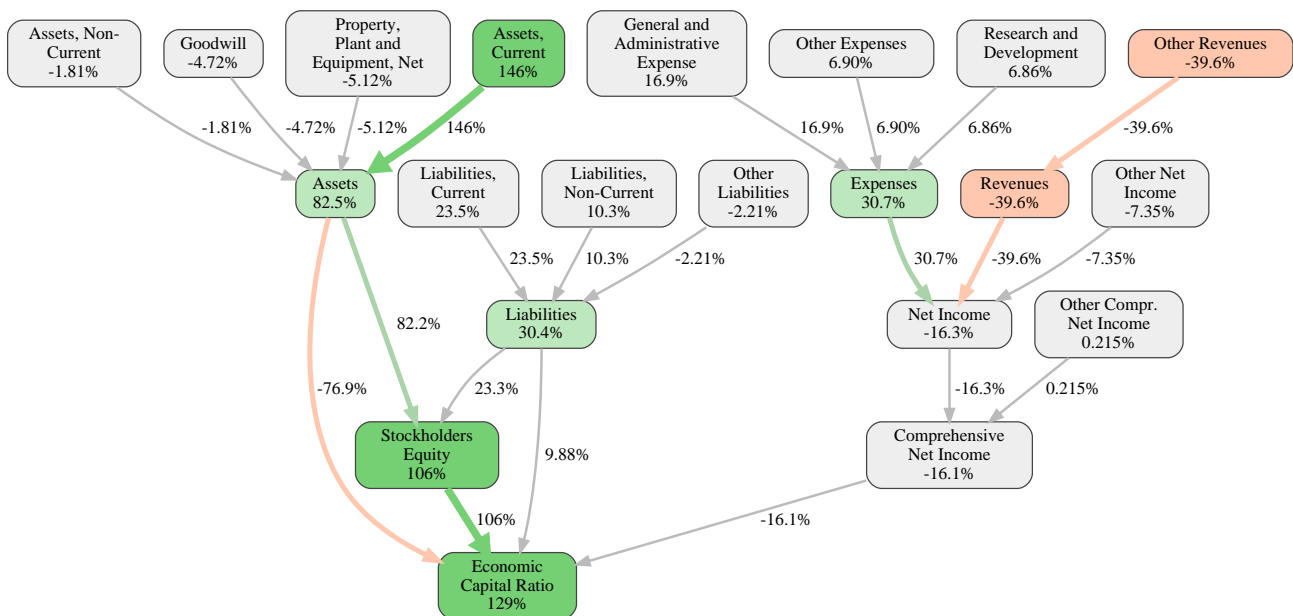 Assets, Non-
Current
-1.81%
Goodwill
-4.72%
Property,
Plant and
Equipment, Net
-5.12%
Assets,
Current
146%
General and
Administrative
Expense
16.9%
Other Expenses
6.90%
Research and
Development
6.86%
Other Revenues
-39.6%
-1.81%
-4.72%
-5.12%
146%
16.9%
6.90%
6.86%
-39.6%
Assets
82.5%
Liabilities,
Current
23.5%
Liabilities,
Non-Current
10.3%
Other
Liabilities
-2.21%
Expenses
30.7%
Revenues
-39.6%
Other Net
Income
-7.35%
23.5%
10.3%
-2.21%
30.7%
-39.6%
-7.35%
82.2%
Liabilities
30.4%
Net Income
-16.3%
Other Compr.
Net Income
0.215%
-76.9%
23.3%
-16.3%
0.215%
Stockholders
Equity
106%
9.88%
Comprehensive
Net Income
-16.1%
106%
-16.1%
Economic
Capital Ratio
129%